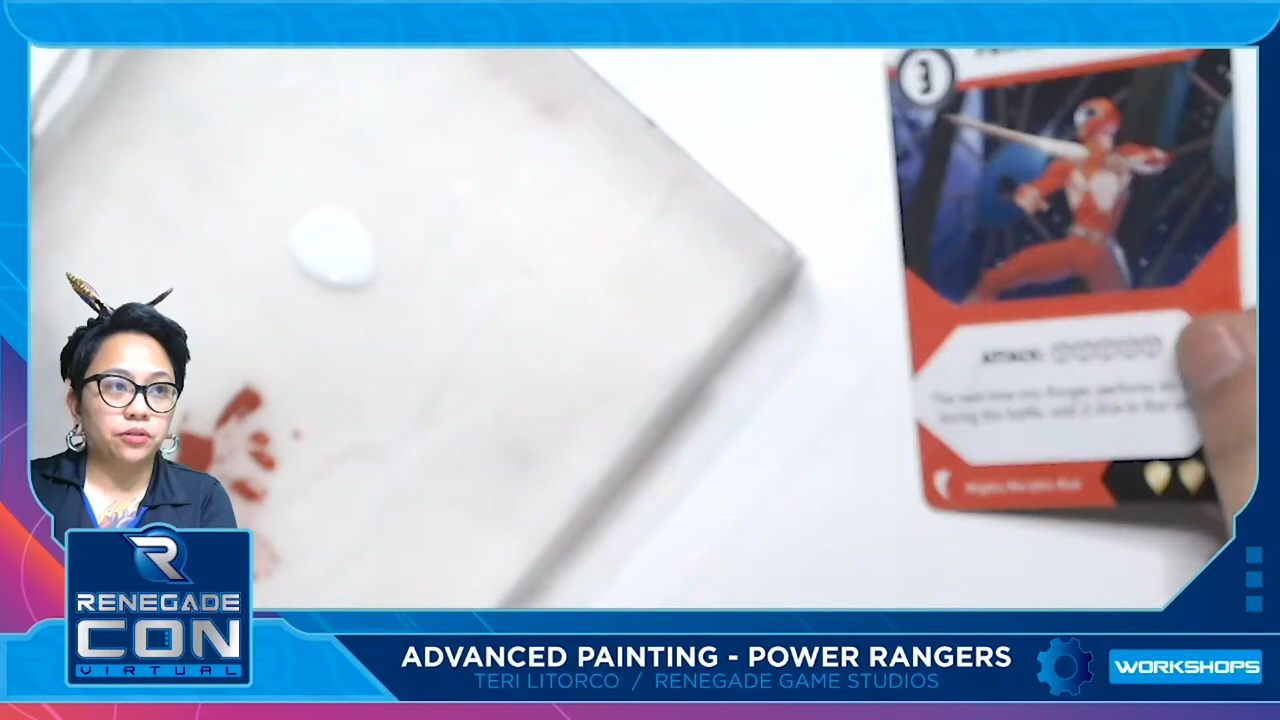 3
ATTACK:
RENEGADE
CON
VIRTUAL
ADVANCED PAINTING - POWER RANGERS
TERI LITORCO / RENEGADE GAME STUDIOS
WORKSHOPS